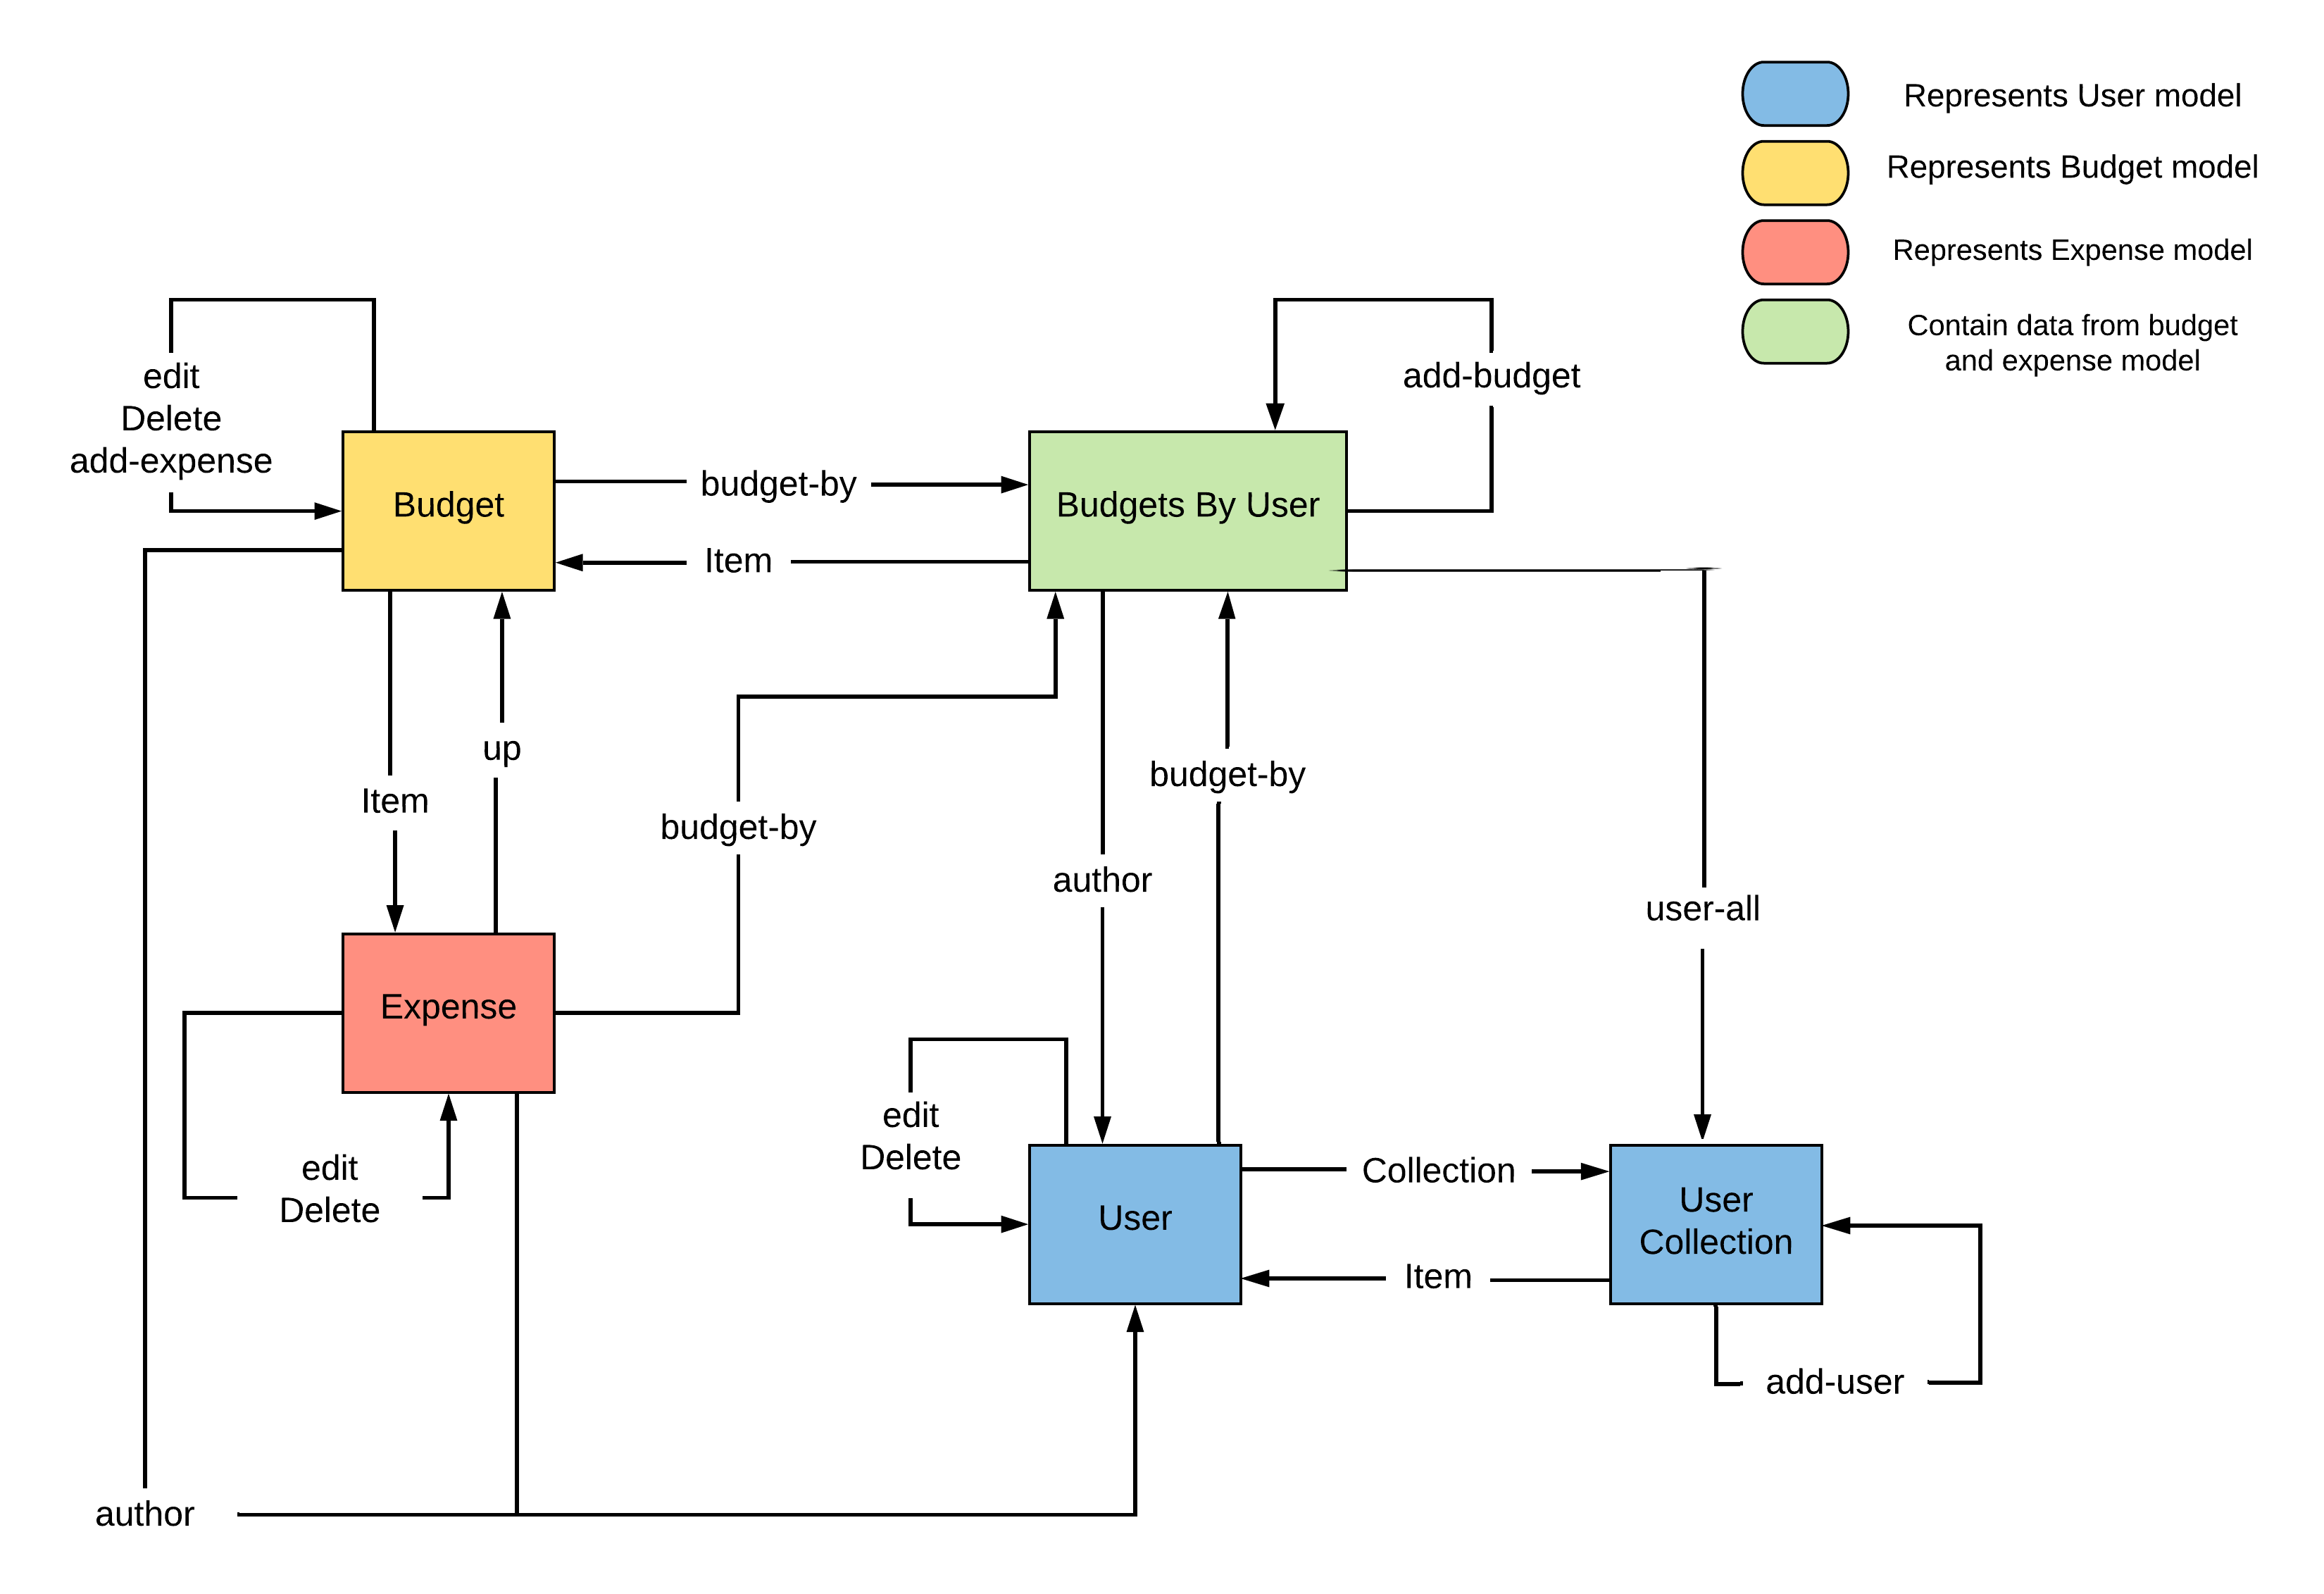 Represents User model
Represents Budget model
Represents Expense model
Contain data from budget
and expense model
edit
Delete
add-expense
add-budget
Budget
budget-by
Budgets By User
Item
up
Item
budget-by
budget-by
author
user-all
Expense
edit
Delete
edit
Delete
User
Collection
User
Collection
Item
add-user
author